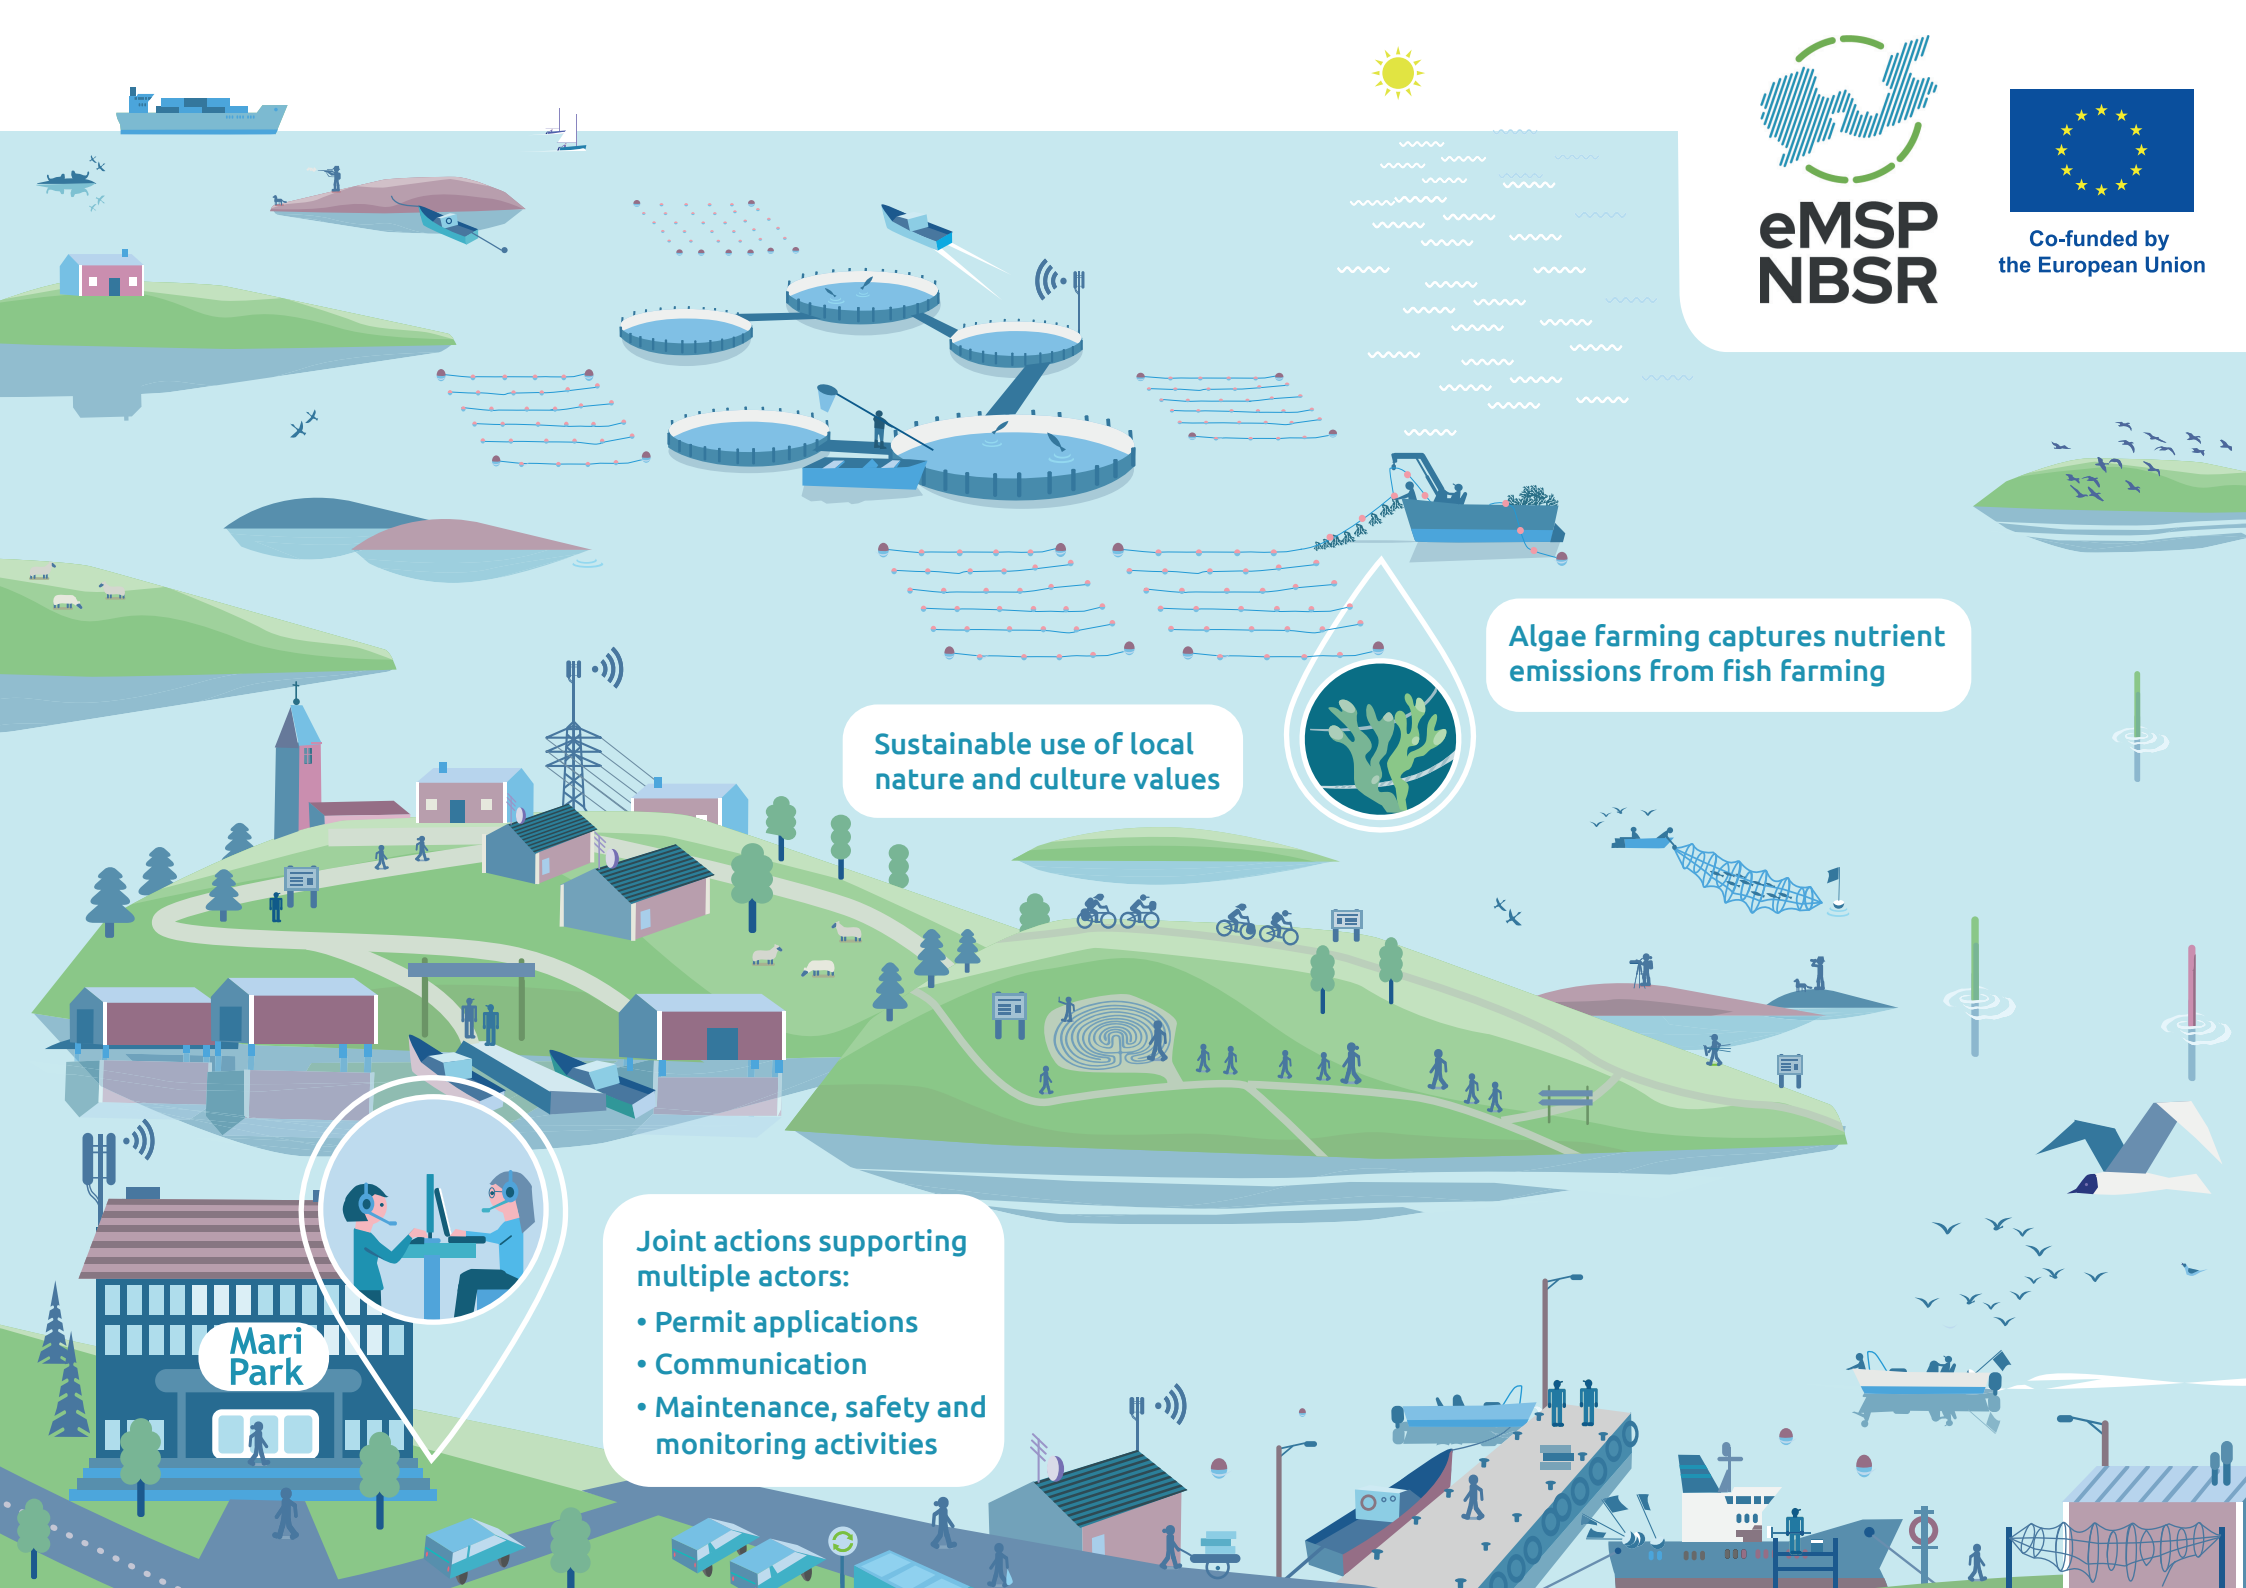 eMSP
NBSR
Co-funded by
the European Union
Algae farming captures nutrient
emissions from fish farming
Sustainable use of local
nature and culture values
Joint actions supporting
multiple actors:
• Permit applications
• Communication
• Maintenance, safety and
monitoring activities
Mari
Park